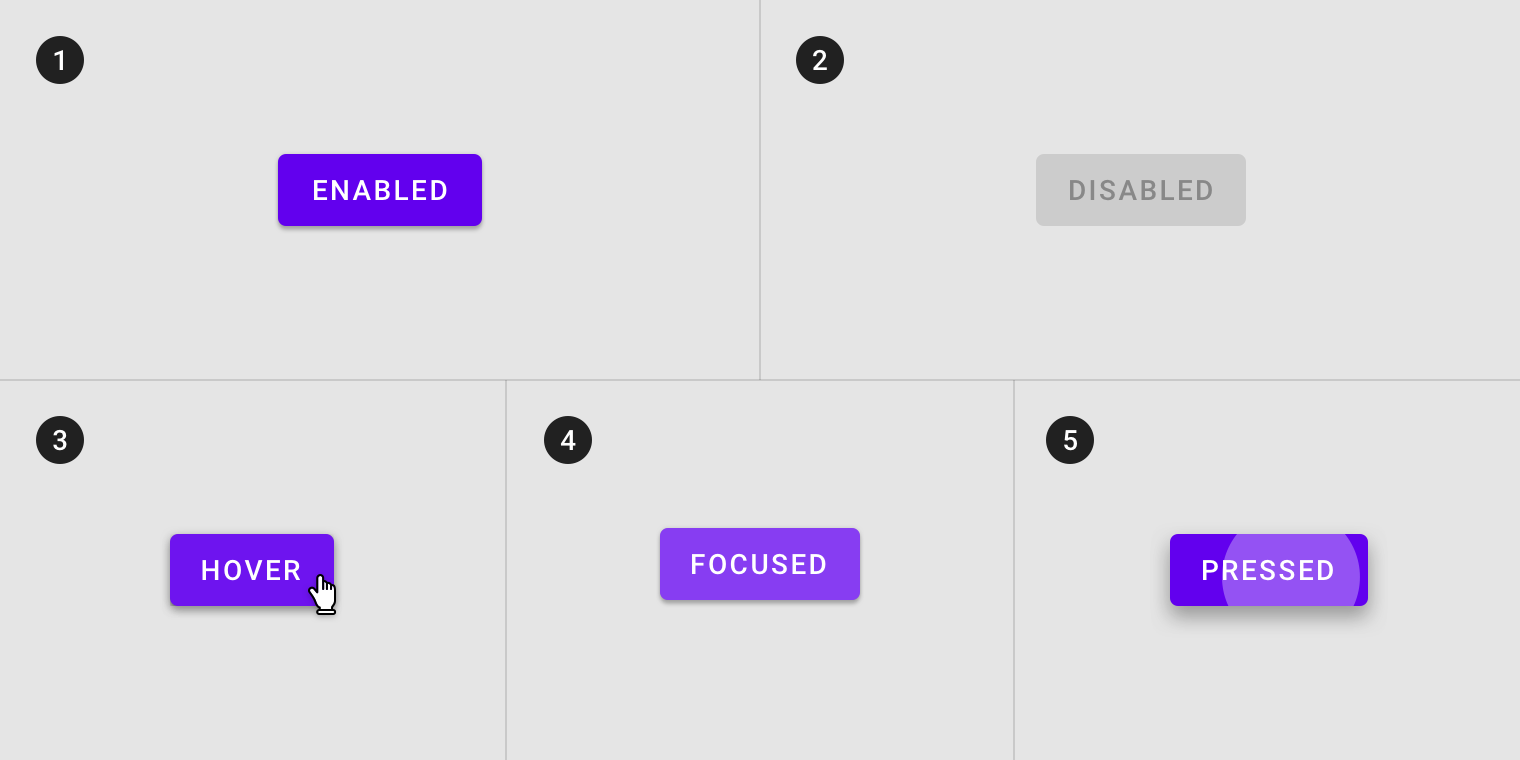 1
2
ENABLED
DISABLED
3
4
5
HOVER
FOCUSED
PRESSED